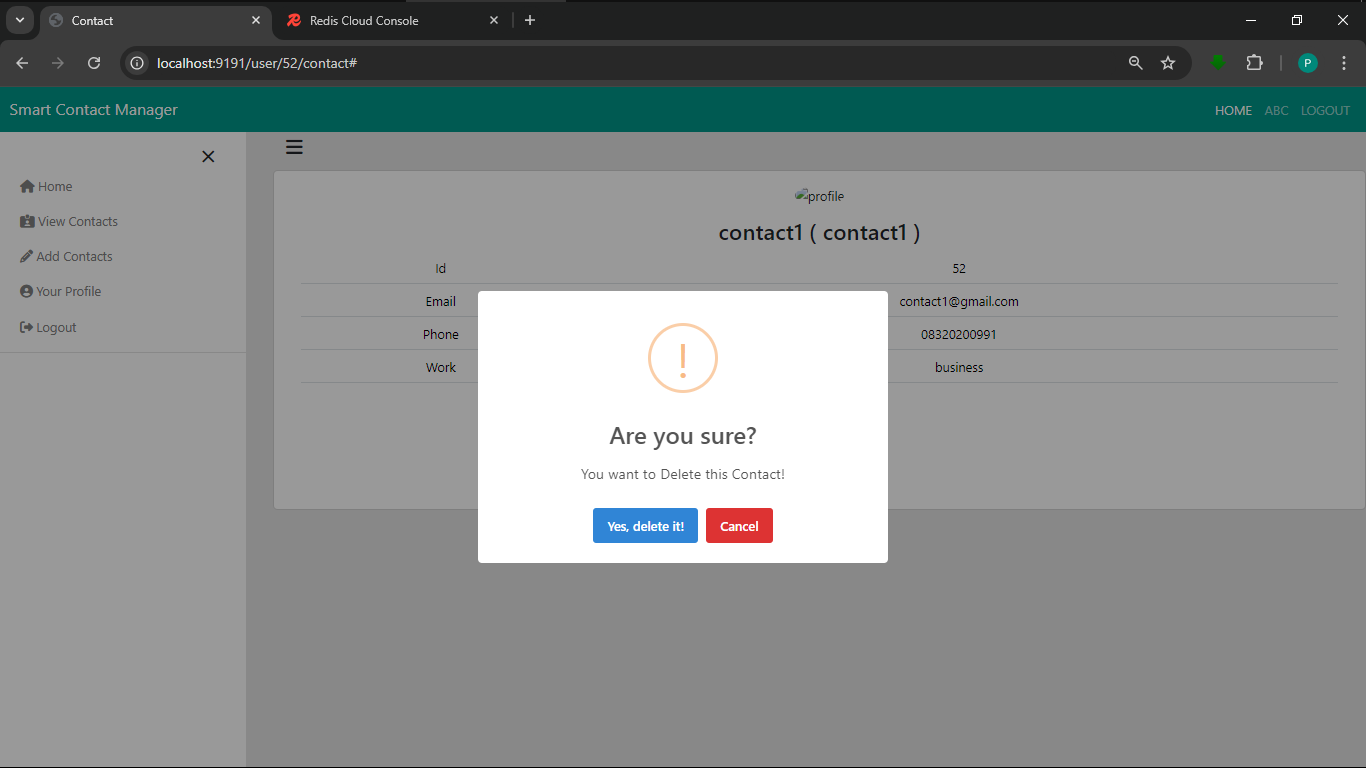 Contact
Redis Cloud Console
localhost:9191/user/52/contact#
P
Smart Contact Manager
HOME ABC LOGOUT
Home
View Contacts
Add Contacts
Your Profile
Logout
profile
contact1 ( contact1 )
Id 52
Email contact1@gmail.com
Phone 08320200991
Work business
!
Are you sure?
You want to Delete this Contact!
Yes, delete it! Cancel